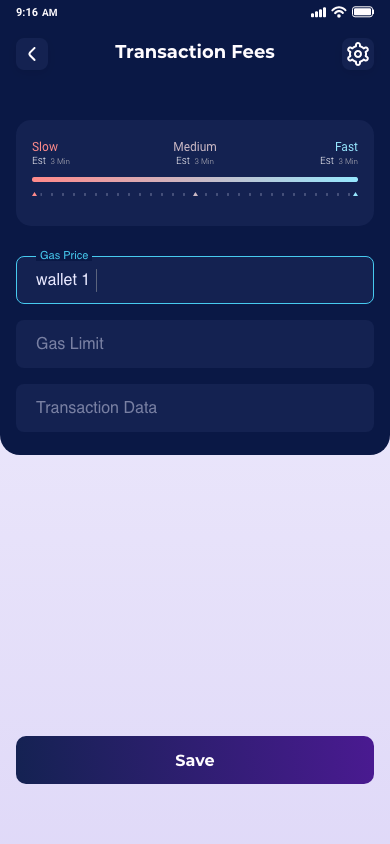 9:16 AM
Transaction Fees
Slow Medium Fast
Est 3 Min Est 3 Min Est 3 Min
Gas Price
wallet 1
Gas Limit
Transaction Data
Save